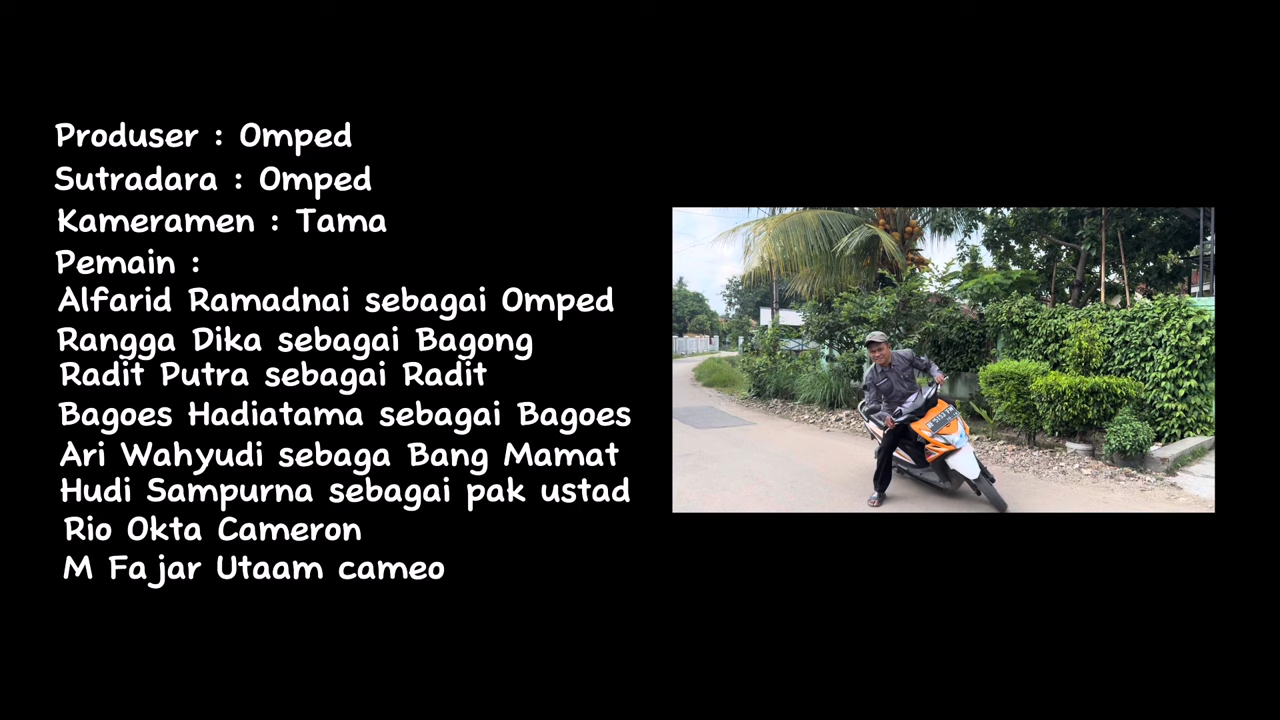 Produser : Omped
Sutradara : Omped
Kameramen : Tama
Pemain :
Alfarid Ramadnai sebagai Omped
Rangga Dika sebagai Bagong
Radit Putra sebagai Radit
Bagoes Hadiatama sebagai Bagoes
Ari Wahyudi sebaga Bang Mamat
Hudi Sampurna sebagai pak ustad
Rio Okta Cameron
M Fajar Utaam cameo